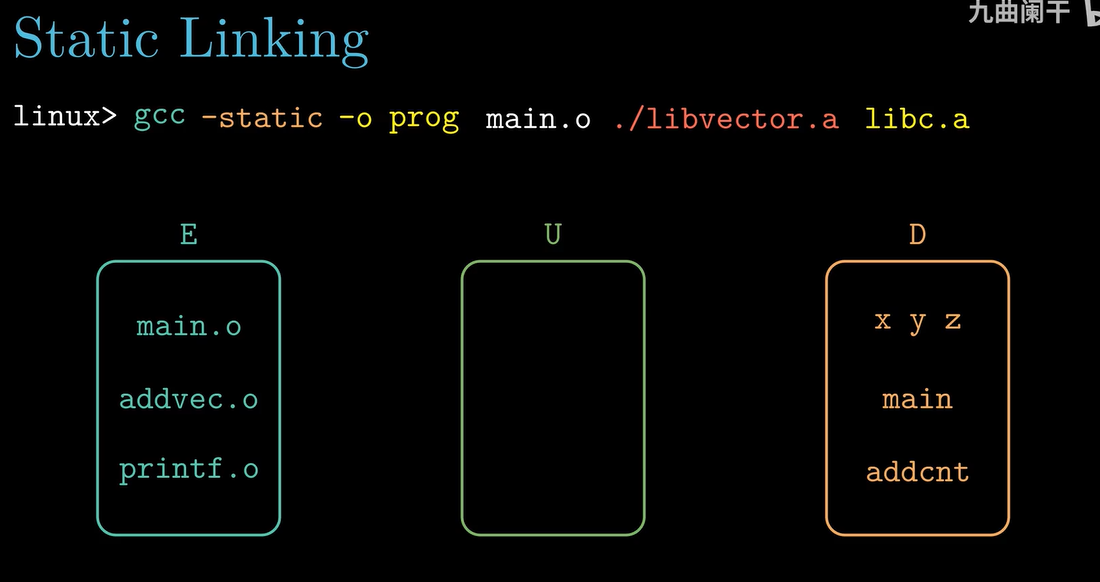 九曲阑干
Static Linking
linux> gcc -static -o prog main.o ./libvector.a libc.a
E U D
main.o x y z
addvec.o main
printf.o addcnt